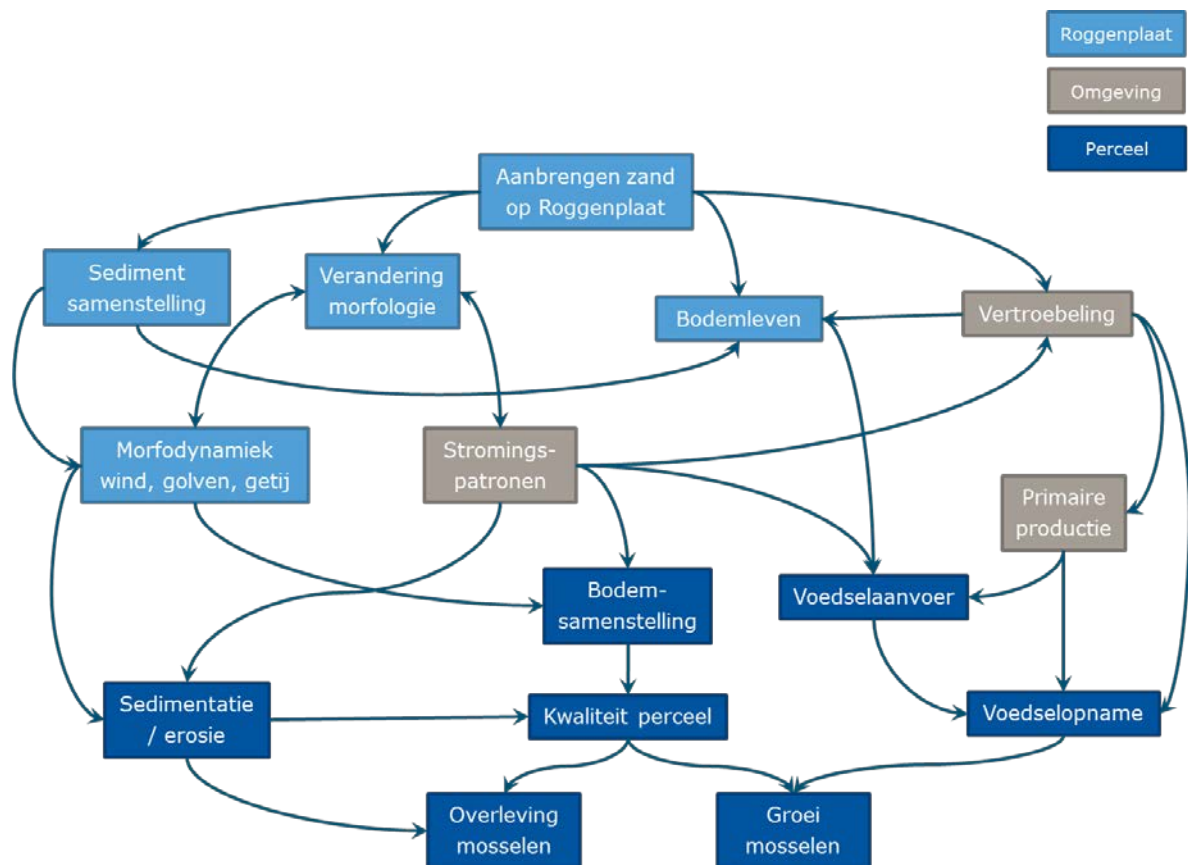 Roggenplaat
Omgeving
Perceel
Aanbrengen zand
op Roggenplaat
Sediment
samenstelling
Verandering
morfologie
Bodemleven
Vertroebeling
Morfodynamiek
wind, golven, getij
Stromings-
patronen
Primaire
productie
Bodem-
samenstelling
Voedselaanvoer
Sedimentatie
/ erosie
Kwaliteit perceel
Voedselopname
Overleving
mosselen
Groei
mosselen